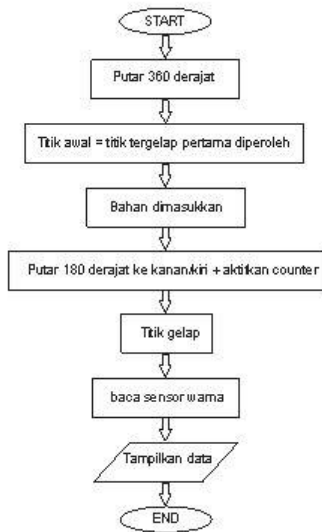 START
Putar 360 derajat
Titik awal = titik tergelap pertama diperoleh
Bahan dimasukkan
Putar 180 derajat ke kanan/kiri + aktifkan counter
Titik gelap
baca sensor warna
Tampilkan data
END